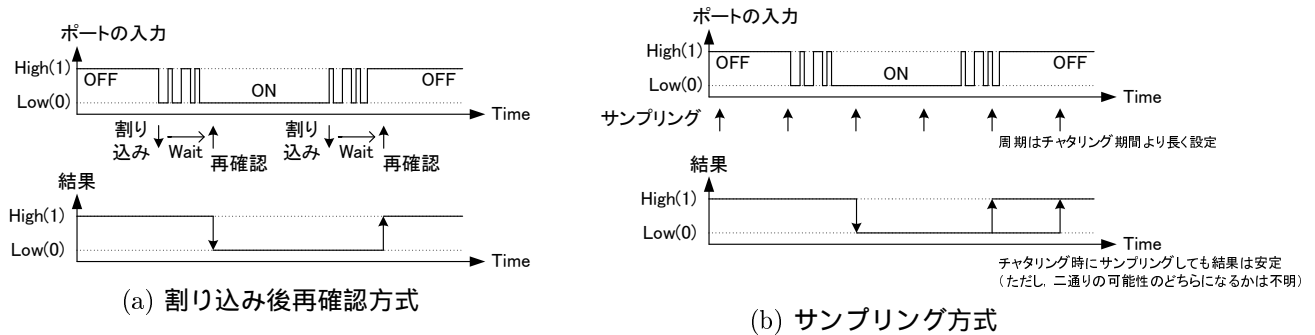 ポートの入力
High(1)
OFF
ON
OFF
Low(0)
Time
割り込み
Wait
再確認
割り込み
Wait
再確認
結果
High(1)
Low(0)
Time
(a) 割り込み後再確認方式
ポートの入力
High(1)
OFF
ON
OFF
Low(0)
Time
サンプリング
周期はチャタリング期間より長く設定
結果
High(1)
Low(0)
Time
チャタリング時にサンプリングしても結果は安定
(ただし, 二通りの可能性のどちらになるかは不明)
(b) サンプリング方式